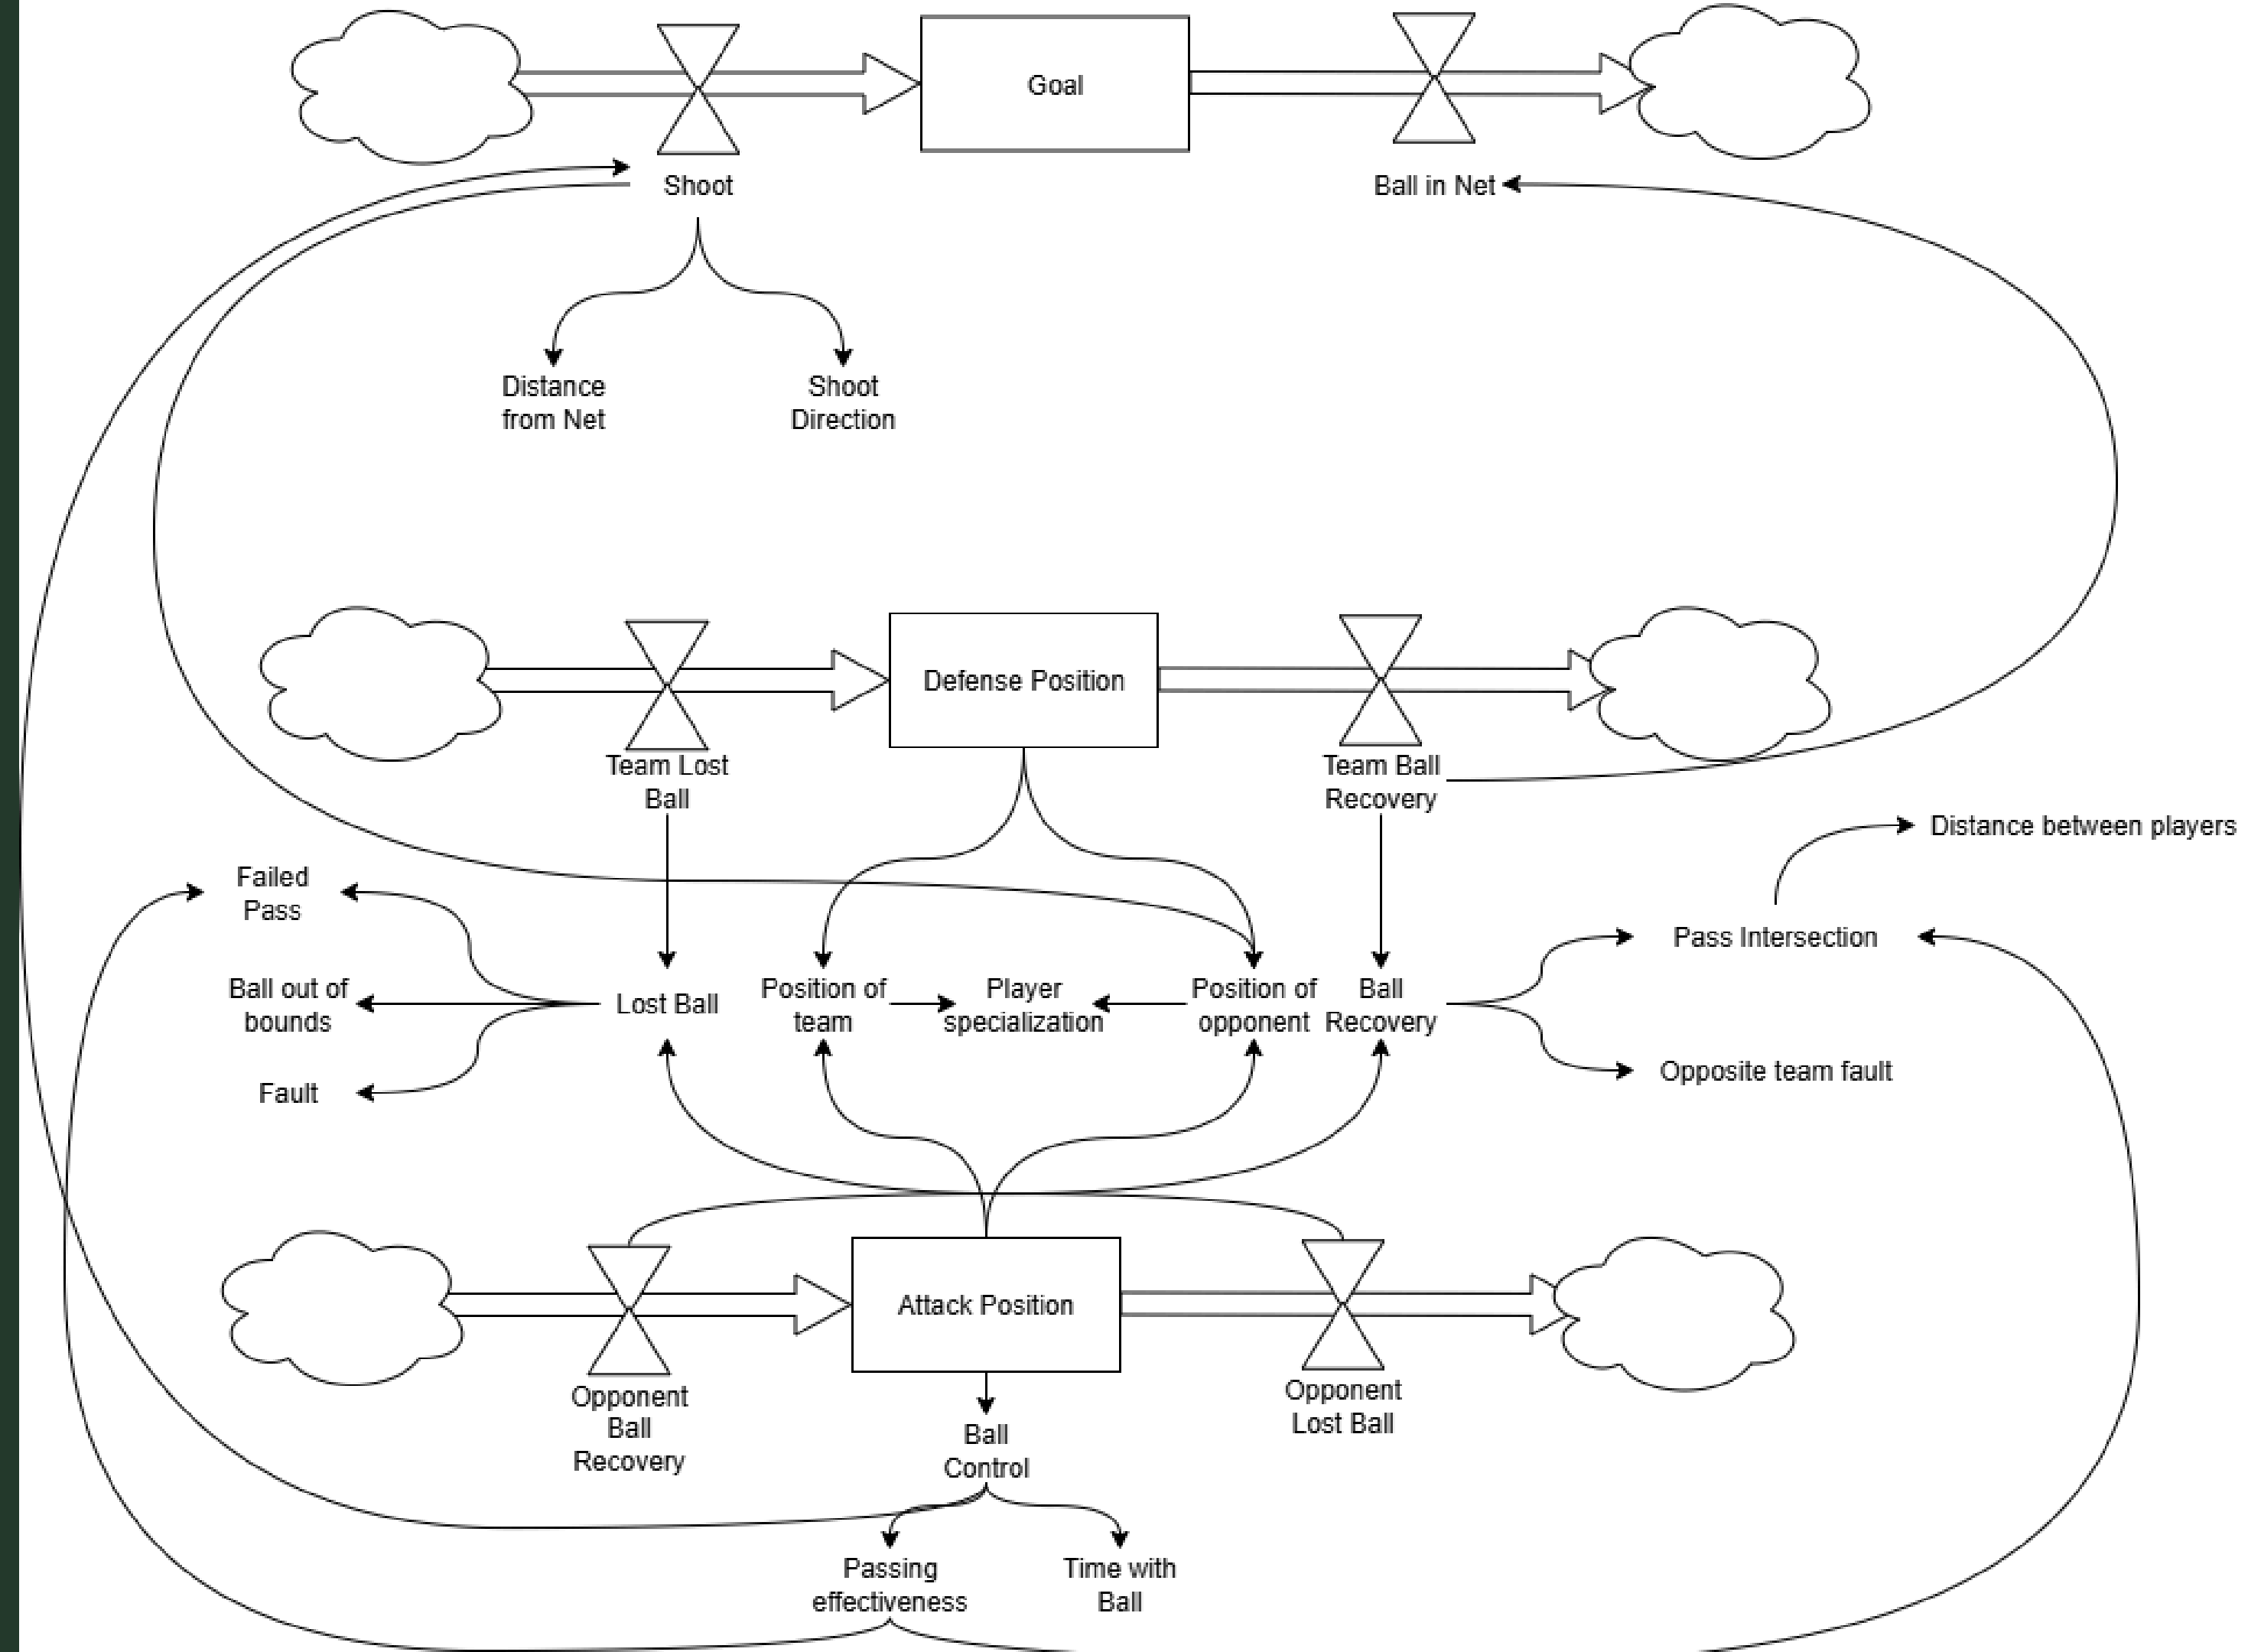 Goal
Shoot
Ball in Net
Distance
from Net
Shoot
Direction
Defense Position
Team Lost
Ball
Team Ball
Recovery
Distance between players
Failed
Pass
Pass Intersection
Ball out of
bounds
Lost Ball
Position of
team
Player
specialization
Position of
opponent
Ball
Recovery
Fault
Opposite team fault
Attack Position
Opponent
Ball
Recovery
Opponent
Lost Ball
Ball
Control
Passing
effectiveness
Time with
Ball